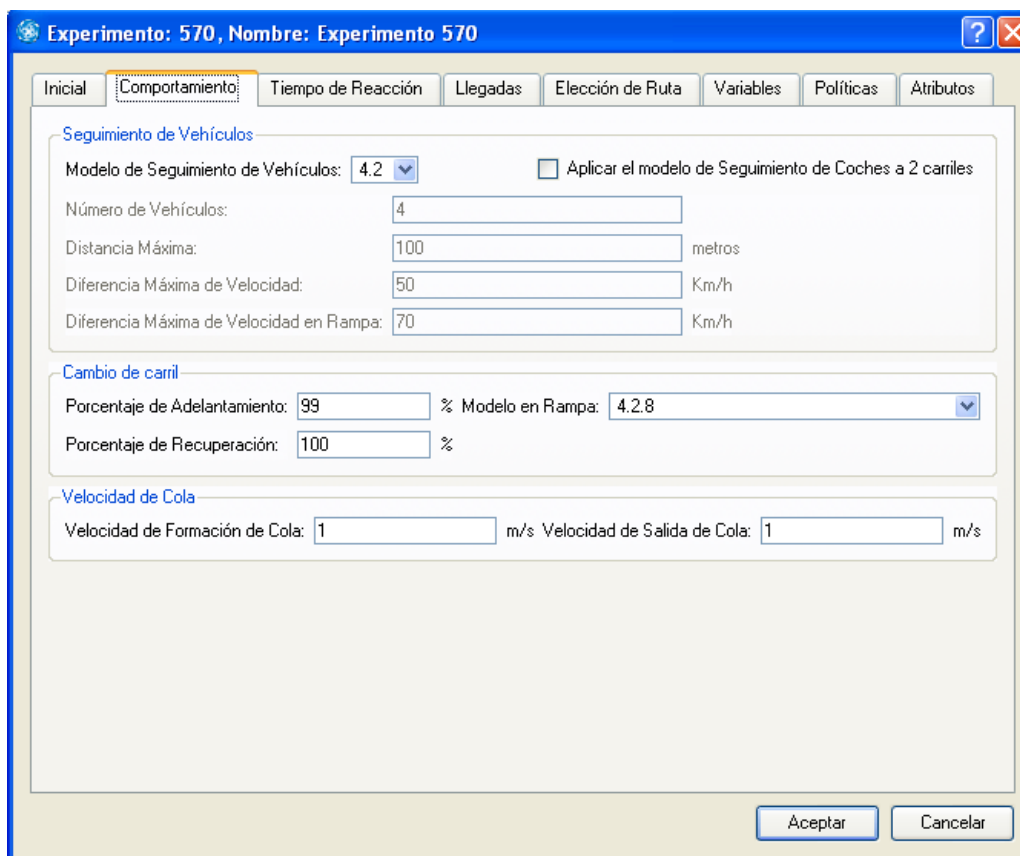 Experimento: 570, Nombre: Experimento 570
Inicial Comportamiento Tiempo de Reacción Llegadas Elección de Ruta Variables Políticas Atributos
Seguimiento de Vehículos
Modelo de Seguimiento de Vehículos: 4.2 Aplicar el modelo de Seguimiento de Coches a 2 carriles
Número de Vehículos: 4
Distancia Máxima: 100 metros
Diferencia Máxima de Velocidad: 50 Km/h
Diferencia Máxima de Velocidad en Rampa: 70 Km/h
Cambio de carril
Porcentaje de Adelantamiento: 99 % Modelo en Rampa: 4.2.8
Porcentaje de Recuperación: 100 %
Velocidad de Cola
Velocidad de Formación de Cola: 1 m/s Velocidad de Salida de Cola: 1 m/s
Aceptar Cancelar